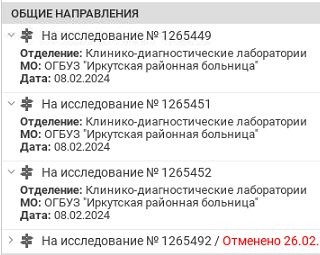 ОБЩИЕ НАПРАВЛЕНИЯ
На исследование № 1265449
Отделение: Клинико-диагностические лаборатории
МО: ОГБУЗ "Иркутская районная больница"
Дата: 08.02.2024
На исследование № 1265451
Отделение: Клинико-диагностические лаборатории
МО: ОГБУЗ "Иркутская районная больница"
Дата: 08.02.2024
На исследование № 1265452
Отделение: Клинико-диагностические лаборатории
МО: ОГБУЗ "Иркутская районная больница"
Дата: 08.02.2024
На исследование № 1265492 / Отменено 26.02.